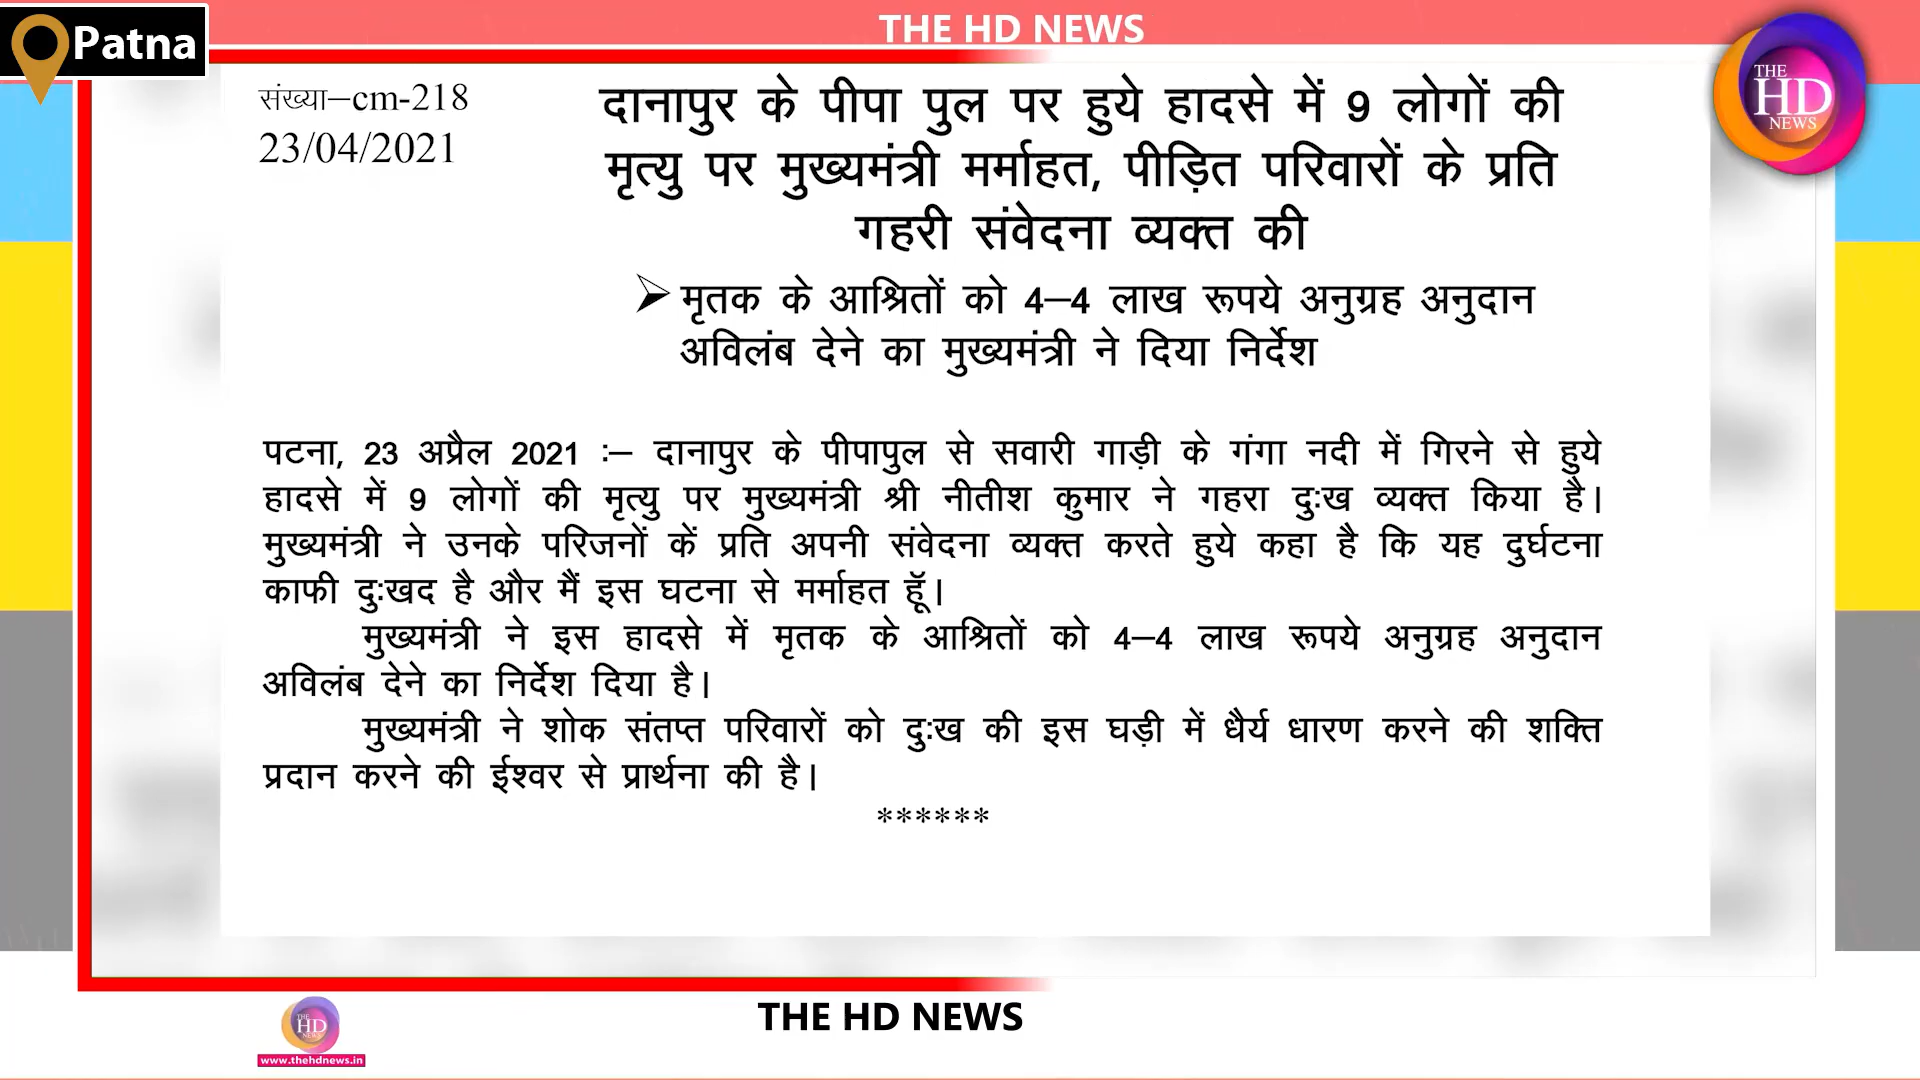 Patna
THE HD NEWS
THE
HD
NEWS
संख्या–cm-218
23/04/2021
दानापुर के पीपा पुल पर हुये हादसे में 9 लोगों की
मृत्यु पर मुख्यमंत्री मर्माहत, पीड़ित परिवारों के प्रति
गहरी संवेदना व्यक्त की
➢ मृतक के आश्रितों को 4–4 लाख रूपये अनुग्रह अनुदान
अविलंब देने का मुख्यमंत्री ने दिया निर्देश
पटना, 23 अप्रैल 2021 :– दानापुर के पीपापुल से सवारी गाड़ी के गंगा नदी में गिरने से हुये
हादसे में 9 लोगों की मृत्यु पर मुख्यमंत्री श्री नीतीश कुमार ने गहरा दुःख व्यक्त किया है।
मुख्यमंत्री ने उनके परिजनों कें प्रति अपनी संवेदना व्यक्त करते हुये कहा है कि यह दुर्घटना
काफी दुःखद है और मैं इस घटना से मर्माहत हूॅ।
मुख्यमंत्री ने इस हादसे में मृतक के आश्रितों को 4–4 लाख रूपये अनुग्रह अनुदान
अविलंब देने का निर्देश दिया है।
मुख्यमंत्री ने शोक संतप्त परिवारों को दुःख की इस घड़ी में धैर्य धारण करने की शक्ति
प्रदान करने की ईश्वर से प्रार्थना की है।
******
THE
HD
NEWS
www.thehdnews.in
THE HD NEWS